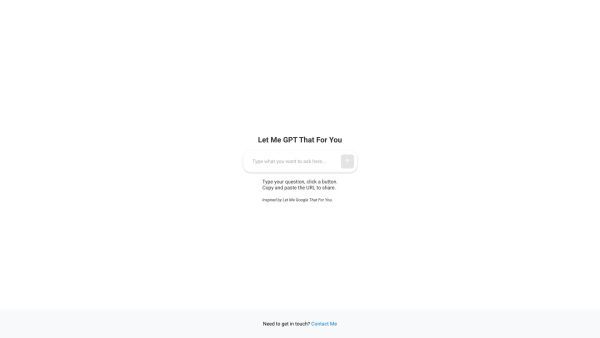 Let Me GPT That For You
Type what you want to ask here...
Type your question, click a button.
Copy and paste the URL to share.
Inspired by Let Me Google That For You.
Need to get in touch? Contact Me